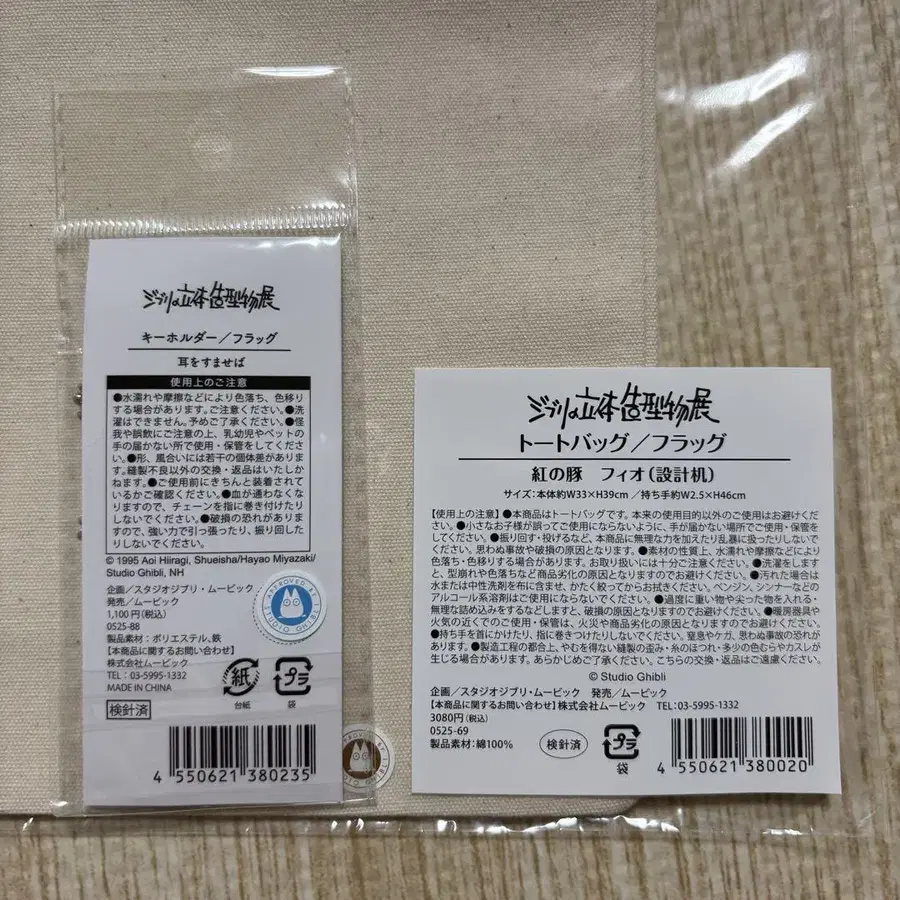 ジブリの立体造型物展
キーホルダー／フラッグ
耳をすませば
使用上のご注意
●水濡れや摩擦などにより色落ち、色移り
する場合があります。ご注意ください。●洗
濯はできません。予めご了承ください。●怪
我や誤飲にご注意の上、乳幼児やペットの
手の届かない所で使用・保管をしてくださ
い。●形、風合いには若干の個体差がありま
す。縫製不良以外の交換・返品はいたしかね
ます。●ご使用前にきちんと装着されて
いるかご確認ください。●血が通わなくな
りますので、チェーンを指に巻き付けたりし
ないでください。●破損の恐れがあります
ので、強い力で引っ張ったり、振り回した
りしないでください。
© 1995 Aoi Hiiragi, Shueisha/Hayao Miyazaki/
Studio Ghibli, NH
企画／スタジオジブリ・ムービック
発売／ムービック
1,100円(税込)
0525-88
製品素材：ポリエステル、鉄
【本商品に関するお問い合わせ】
株式会社ムービック
TEL：03-5995-1332
MADE IN CHINA
検針済
紙
台紙
プラ
袋
4 550621 380235
APPROVED BY STUDIO GHIBLI
ジブリの立体造型物展
トートバッグ／フラッグ
紅の豚　フィオ(設計机)
サイズ：本体約W33×H39cm ／持ち手約W2.5×H46cm
【使用上の注意】●本商品はトートバッグです。本来の使用目的以外のご使用はお避けくださ
い。●小さなお子様が誤ってご使用にならないように、手が届かない場所でご使用・保管を
してください。●振り回す・投げるなど、本商品に無理な力を加えたり乱暴に扱ったりしないでく
ださい。思わぬ事故や破損の原因となります。●素材の性質上、水濡れや摩擦などにより
色落ち・色移りする場合があります。お取り扱いには十分ご注意ください。●洗濯をします
と、型崩れや色落ちなど商品劣化の原因となりますのでお避けください。●汚れた場合は
水または中性洗剤を布に含ませ、かたく絞ってからお拭きください。ベンジン、シンナーなどの
アルコール系溶剤はご使用にならないでください。●過度に重い物や尖った物を入れる・
無理な詰め込みをするなどしますと、破損の原因となりますのでお避けください。●暖房器具や
火気の近くでのご使用・保管は、火災や商品劣化の原因となりますのでお避けください。
●持ち手を首にかけたり、指に巻きつけたりしないでください。窒息やケガ、思わぬ事故の恐れが
あります。●製造工程の都合上、やむを得ない縫製の歪み・糸のほつれ・多少の色むらやカスレが
生じる場合があります。あらかじめご了承ください。こちらの交換・返品はご遠慮ください。
© Studio Ghibli
企画／スタジオジブリ・ムービック　発売／ムービック
【本商品に関するお問い合わせ】株式会社ムービック　TEL：03-5995-1332
3080円(税込)
0525-69
製品素材：綿100%
検針済
プラ
袋
4 550621 380020